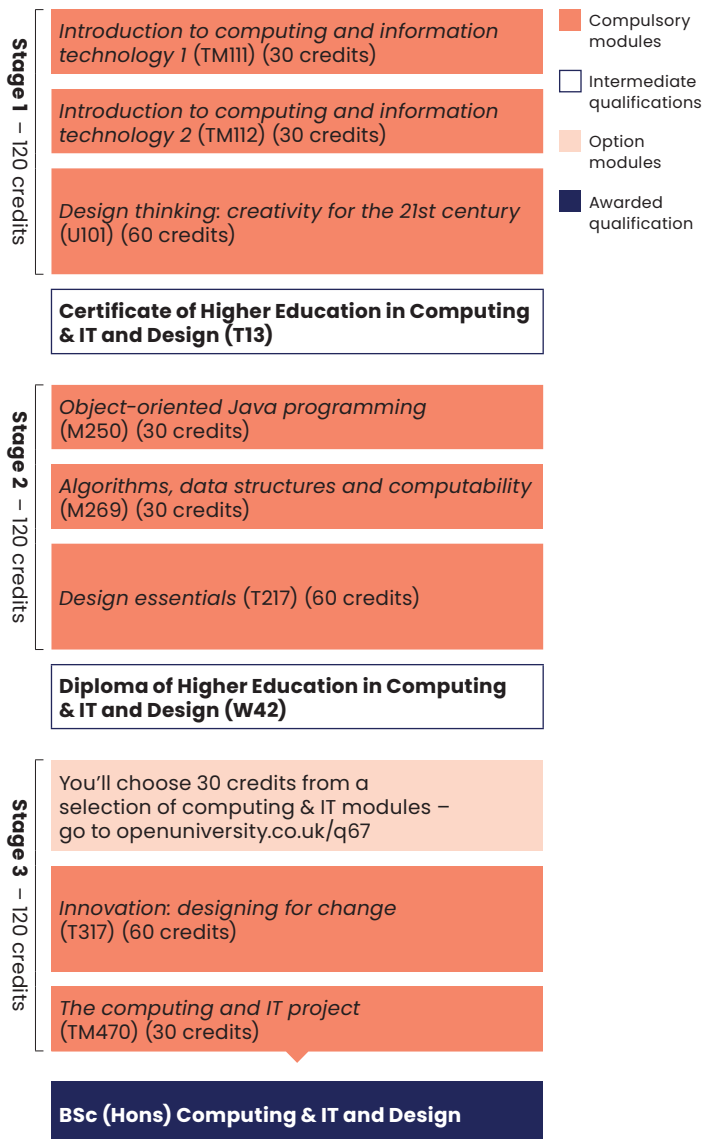 Stage 1 – 120 credits
Introduction to computing and information
technology 1 (TM111) (30 credits)
Introduction to computing and information
technology 2 (TM112) (30 credits)
Design thinking: creativity for the 21st century
(U101) (60 credits)
Certificate of Higher Education in Computing
& IT and Design (T13)
Stage 2 – 120 credits
Object-oriented Java programming
(M250) (30 credits)
Algorithms, data structures and computability
(M269) (30 credits)
Design essentials (T217) (60 credits)
Diploma of Higher Education in Computing
& IT and Design (W42)
Stage 3 – 120 credits
You’ll choose 30 credits from a
selection of computing & IT modules –
go to openuniversity.co.uk/q67
Innovation: designing for change
(T317) (60 credits)
The computing and IT project
(TM470) (30 credits)
BSc (Hons) Computing & IT and Design
Compulsory
modules
Intermediate
qualifications
Option
modules
Awarded
qualification